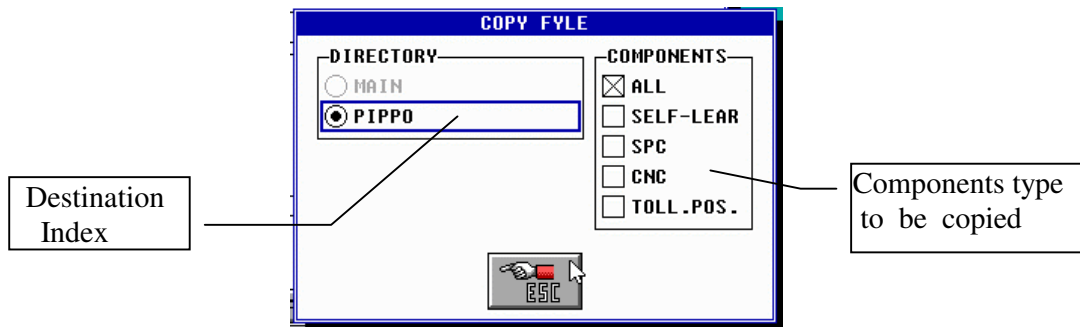 COPY FYLE
DIRECTORY
MAIN
PIPPO
COMPONENTS
ALL
SELF-LEAR
SPC
CNC
TOLL.POS.
ESC
Destination
Index
Components type
to be copied